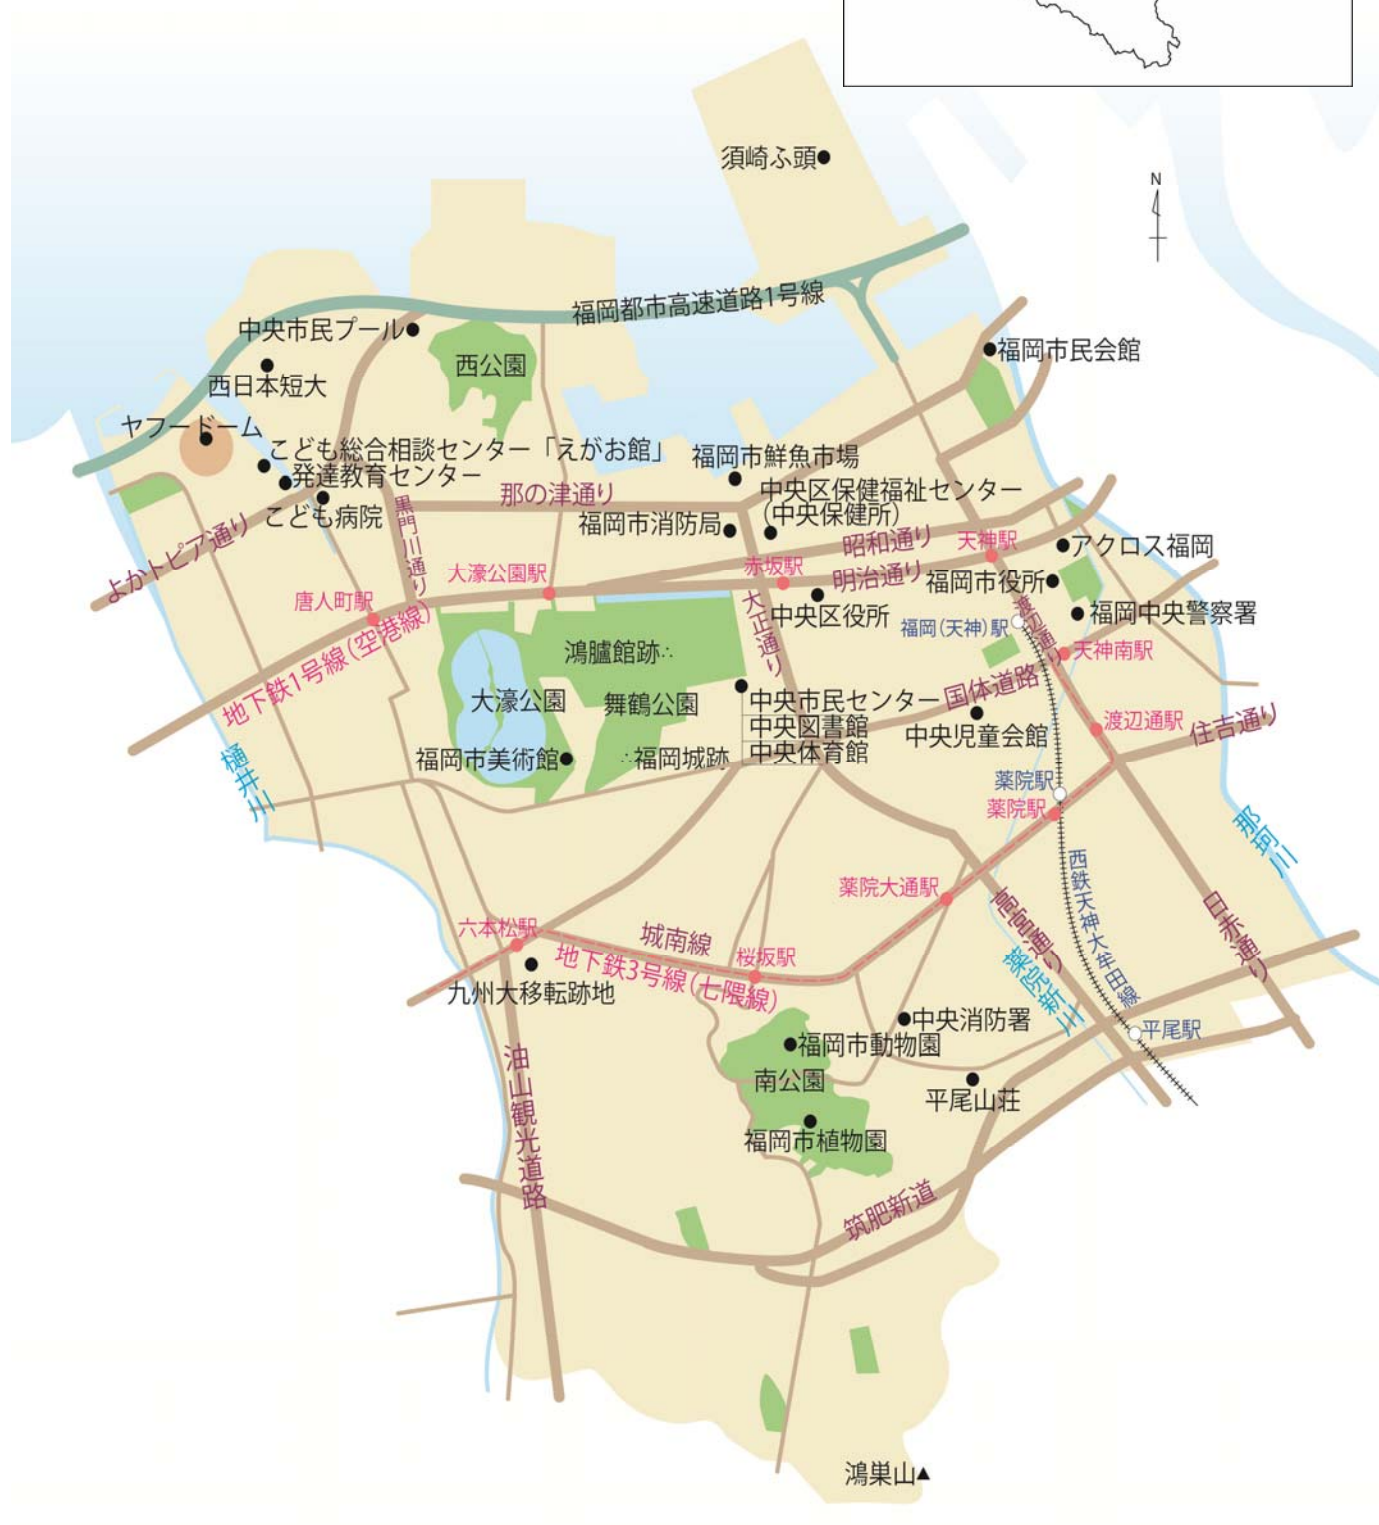 N
須崎ふ頭
福岡都市高速道路1号線
中央市民プール
西公園
福岡市民会館
西日本短大
ヤフードーム
こども総合相談センター「えがお館」
発達教育センター
こども病院
福岡市鮮魚市場
那の津通り
中央区保健福祉センター
(中央保健所)
福岡市消防局
黒門川通り
よかトピア通り
昭和通り
天神駅
アクロス福岡
大濠公園駅
赤坂駅
明治通り
福岡市役所
唐人町駅
大正通り
中央区役所
福岡(天神)駅
渡辺通り
福岡中央警察署
地下鉄1号線(空港線)
鴻臚館跡
天神南駅
大濠公園
舞鶴公園
中央市民センター
国体道路
中央図書館
中央児童会館
渡辺通駅
住吉通り
福岡市美術館
福岡城跡
中央体育館
樋井川
薬院駅
薬院駅
那珂川
西鉄天神大牟田線
薬院大通駅
高宮通り
日赤通り
六本松駅
城南線
桜坂駅
地下鉄3号線(七隈線)
薬院新川
九州大移転跡地
中央消防署
平尾駅
福岡市動物園
南公園
平尾山荘
油山観光道路
福岡市植物園
筑肥新道
鴻巣山